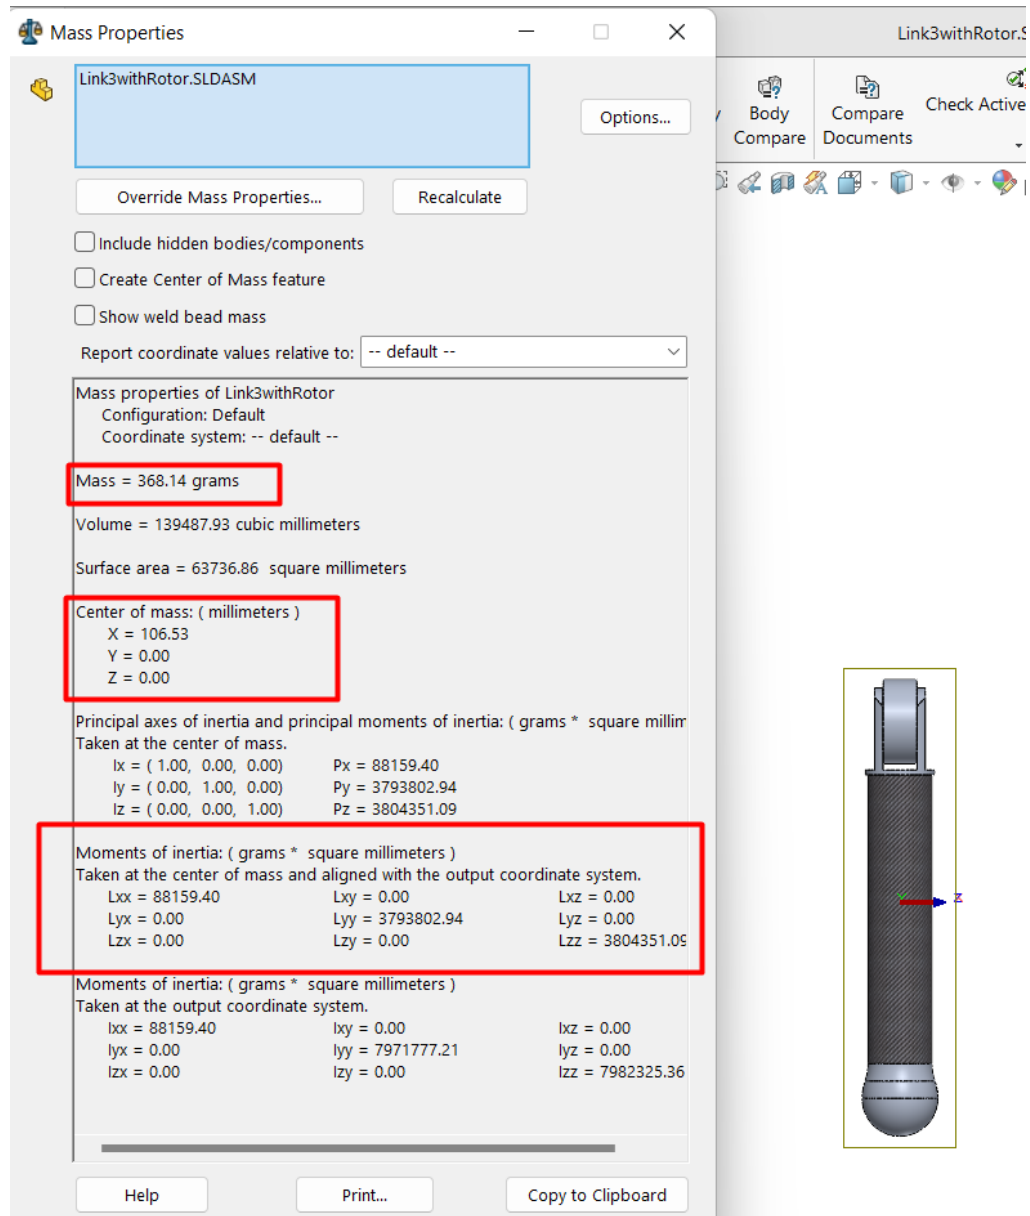 Mass Properties
Link3withRotor.S
Link3withRotor.SLDASM
Options...
Body
Compare
Compare
Documents
Check Active
Override Mass Properties...
Recalculate
Include hidden bodies/components
Create Center of Mass feature
Show weld bead mass
Report coordinate values relative to: -- default --
Mass properties of Link3withRotor
Configuration: Default
Coordinate system: -- default --
Mass = 368.14 grams
Volume = 139487.93 cubic millimeters
Surface area = 63736.86 square millimeters
Center of mass: ( millimeters )
X = 106.53
Y = 0.00
Z = 0.00
Principal axes of inertia and principal moments of inertia: ( grams * square millim
Taken at the center of mass.
Ix = ( 1.00, 0.00, 0.00) Px = 88159.40
Iy = ( 0.00, 1.00, 0.00) Py = 3793802.94
Iz = ( 0.00, 0.00, 1.00) Pz = 3804351.09
Moments of inertia: ( grams * square millimeters )
Taken at the center of mass and aligned with the output coordinate system.
Lxx = 88159.40 Lxy = 0.00 Lxz = 0.00
Lyx = 0.00 Lyy = 3793802.94 Lyz = 0.00
Lzx = 0.00 Lzy = 0.00 Lzz = 3804351.09
Moments of inertia: ( grams * square millimeters )
Taken at the output coordinate system.
Ixx = 88159.40 Ixy = 0.00 Ixz = 0.00
Iyx = 0.00 Iyy = 7971777.21 Iyz = 0.00
Izx = 0.00 Izy = 0.00 Izz = 7982325.36
Z
Help
Print...
Copy to Clipboard